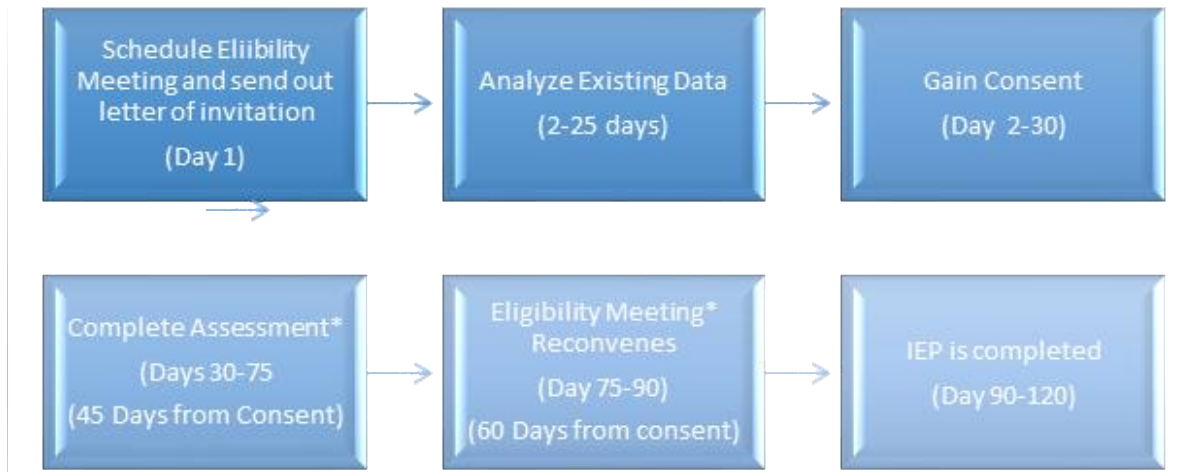 Schedule Eliibility
Meeting and send out
letter of invitation
(Day 1)
Analyze Existing Data
(2-25 days)
Gain Consent
(Day 2-30)
Complete Assessment*
(Days 30-75
(45 Days from Consent)
Eligibility Meeting*
Reconvenes
(Day 75-90)
(60 Days from consent)
IEP is completed
(Day 90-120)